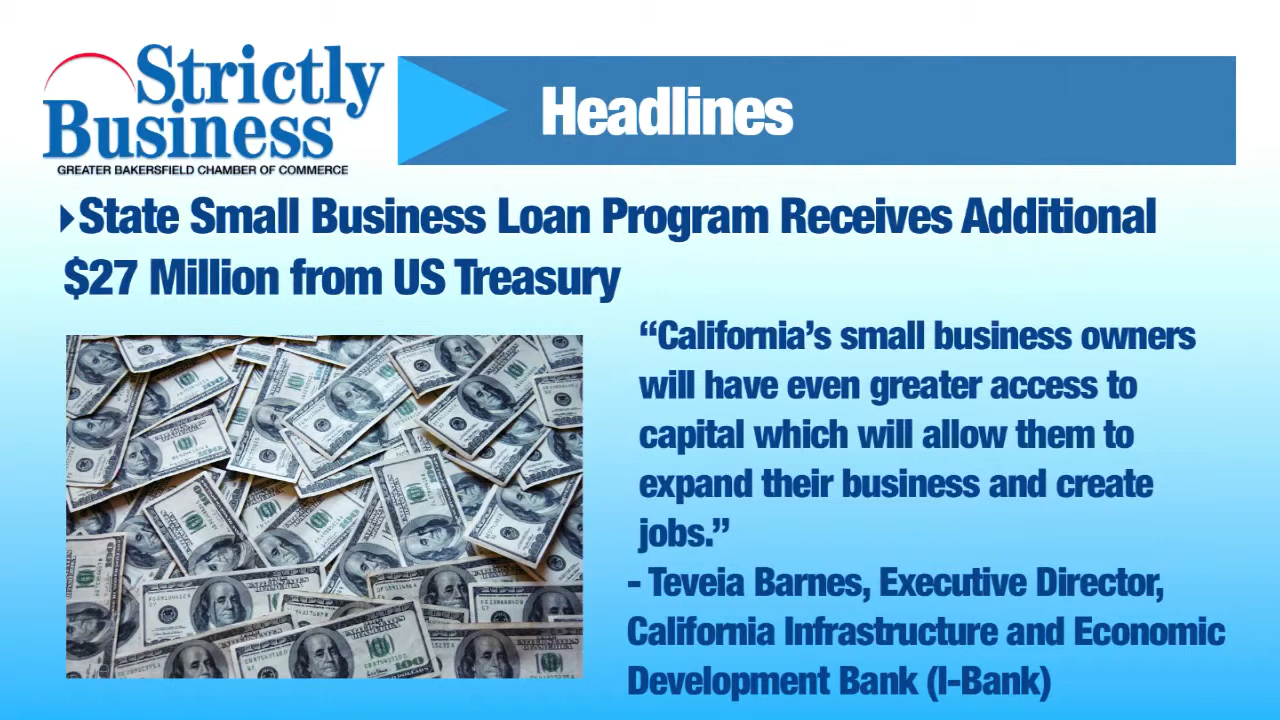 Strictly
Business
GREATER BAKERSFIELD CHAMBER OF COMMERCE
Headlines
State Small Business Loan Program Receives Additional
$27 Million from US Treasury
“California’s small business owners
will have even greater access to
capital which will allow them to
expand their business and create
jobs.”
- Teveia Barnes, Executive Director,
California Infrastructure and Economic
Development Bank (I-Bank)
100